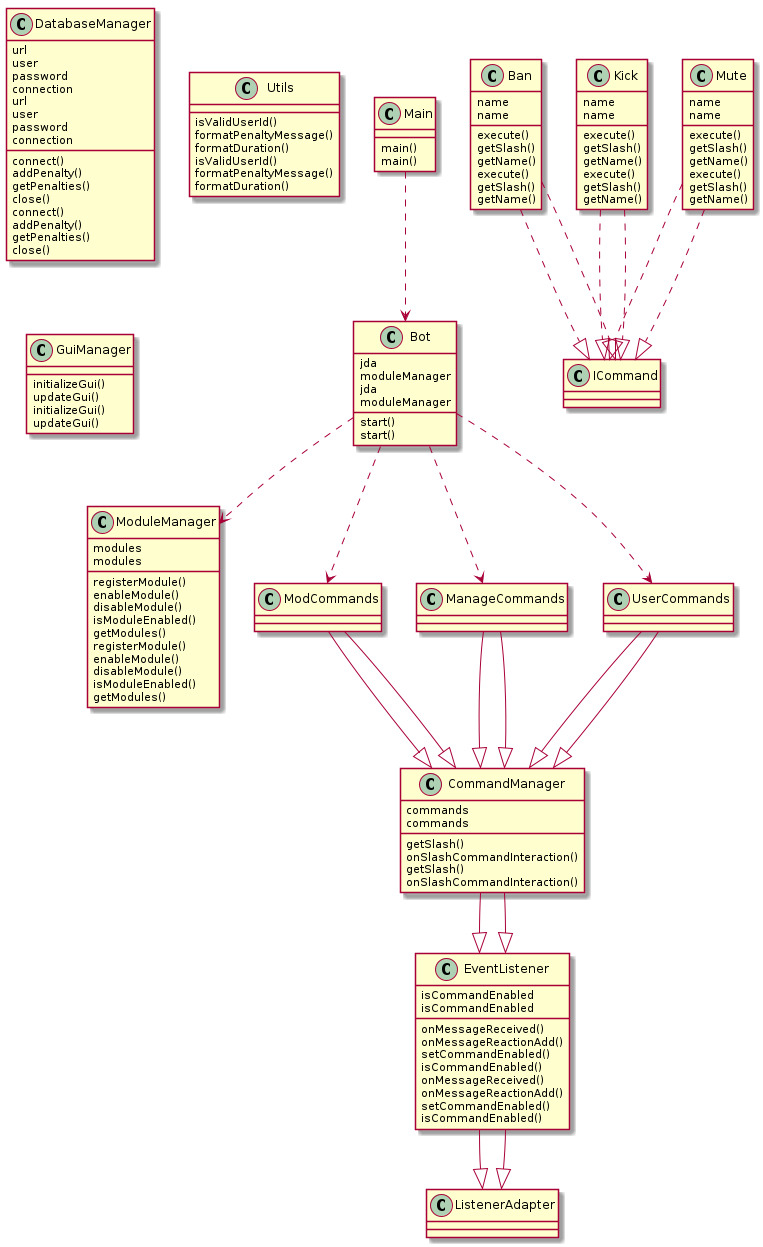 C DatabaseManager
url
user
password
connection
url
user
password
connection
connect()
addPenalty()
getPenalties()
close()
connect()
addPenalty()
getPenalties()
close()
C Utils
isValidUserId()
formatPenaltyMessage()
formatDuration()
isValidUserId()
formatPenaltyMessage()
formatDuration()
C Main
main()
main()
C Ban
name
name
execute()
getSlash()
getName()
execute()
getSlash()
getName()
C Kick
name
name
execute()
getSlash()
getName()
execute()
getSlash()
getName()
C Mute
name
name
execute()
getSlash()
getName()
execute()
getSlash()
getName()
C GuiManager
initializeGui()
updateGui()
initializeGui()
updateGui()
C Bot
jda
moduleManager
jda
moduleManager
start()
start()
C ICommand
C ModuleManager
modules
modules
registerModule()
enableModule()
disableModule()
isModuleEnabled()
getModules()
registerModule()
enableModule()
disableModule()
isModuleEnabled()
getModules()
C ModCommands
C ManageCommands
C UserCommands
C CommandManager
commands
commands
getSlash()
onSlashCommandInteraction()
getSlash()
onSlashCommandInteraction()
C EventListener
isCommandEnabled
isCommandEnabled
onMessageReceived()
onMessageReactionAdd()
setCommandEnabled()
isCommandEnabled()
onMessageReceived()
onMessageReactionAdd()
setCommandEnabled()
isCommandEnabled()
C ListenerAdapter